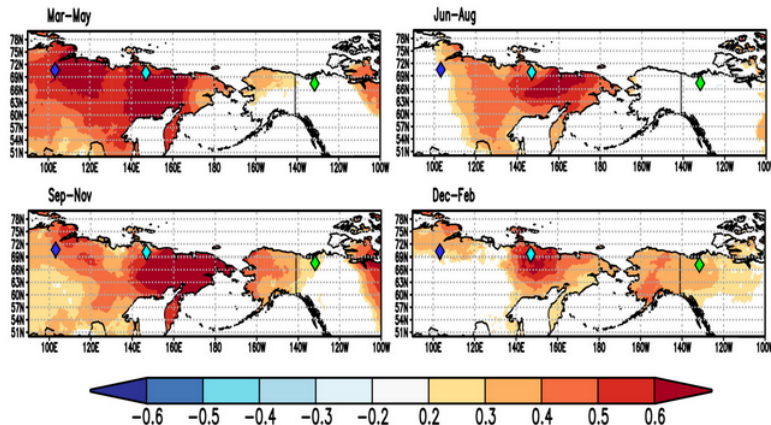 Mar-May
Jun-Aug
78N
75N
72N
69N
66N
63N
60N
57N
54N
51N
100E 120E 140E 160E 180 160W 140W 120W 100W
78N
75N
72N
69N
66N
63N
60N
57N
54N
51N
100E 120E 140E 160E 180 160W 140W 120W 100W
Sep-Nov
Dec-Feb
78N
75N
72N
69N
66N
63N
60N
57N
54N
51N
100E 120E 140E 160E 180 160W 140W 120W 100W
78N
75N
72N
69N
66N
63N
60N
57N
54N
51N
100E 120E 140E 160E 180 160W 140W 120W 100W
-0.6 -0.5 -0.4 -0.3 -0.2 0.2 0.3 0.4 0.5 0.6